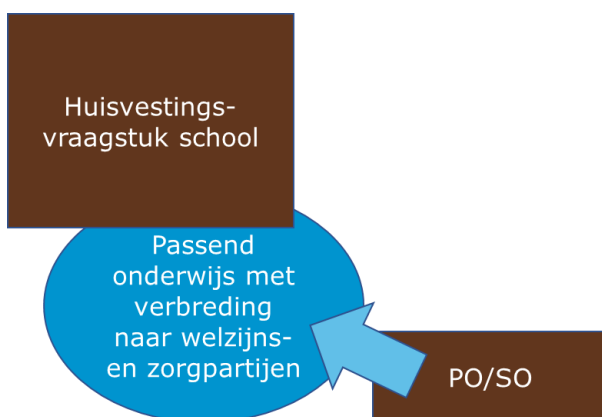 Huisvestings-
vraagstuk school
Passend
onderwijs met
verbreding
naar welzijns-
en zorgpartijen
PO/SO